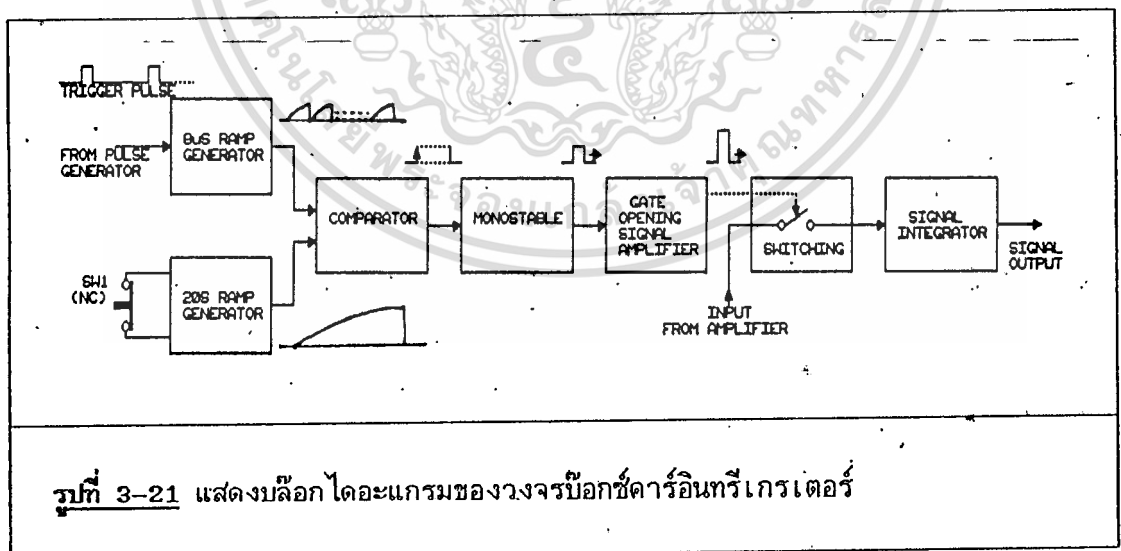 TRIGGER PULSE
FROM PULSE
GENERATOR
8uS RAMP
GENERATOR
SW1
(NC)
20S RAMP
GENERATOR
COMPARATOR
MONOSTABLE
GATE
OPENING
SIGNAL
AMPLIFIER
SWITCHING
INPUT
FROM AMPLIFIER
SIGNAL
INTEGRATOR
SIGNAL
OUTPUT
รูปที่ 3-21 แสดงบล๊อกไดอะแกรมของวงจรบ๊อกซ์คาร์อินทรีเกรเตอร์